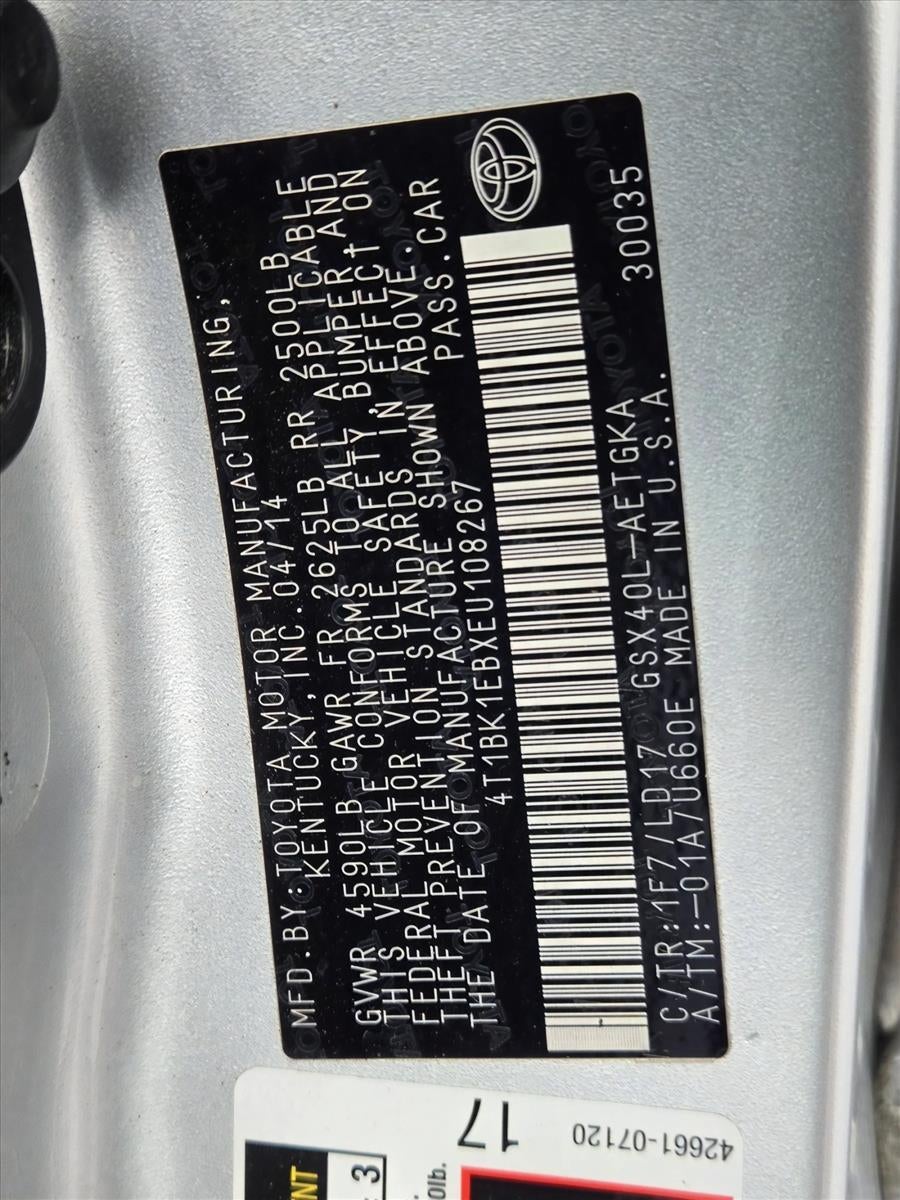 MFD.BY:TOYOTA MOTOR MANUFACTURING,
KENTUCKY, INC. 04/14
GVWR 4590LB GAWR FR 2625LB RR 2500LB
THIS VEHICLE CONFORMS TO ALL APPLICABLE
FEDERAL MOTOR VEHICLE SAFETY, BUMPER AND
THEFT PREVENTION STANDARDS IN EFFECT ON
THE DATE OF MANUFACTURE SHOWN ABOVE.
4T1BK1EBXEU108267 PASS.CAR
C/TR:1F7/LD17 GSX40L-AETGKA
A/TM:-01A/U660E MADE IN U.S.A. 30035
17
42661-07120
3
0lb.